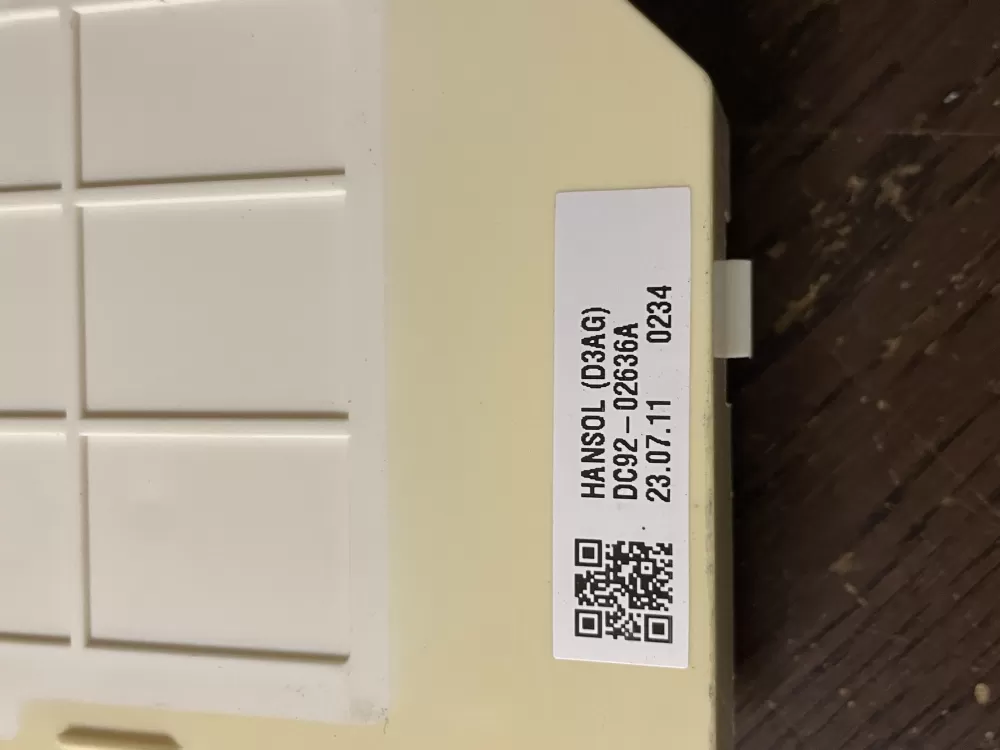 HANSOL (D3AG)
DC92-02636A
23.07.11 0234